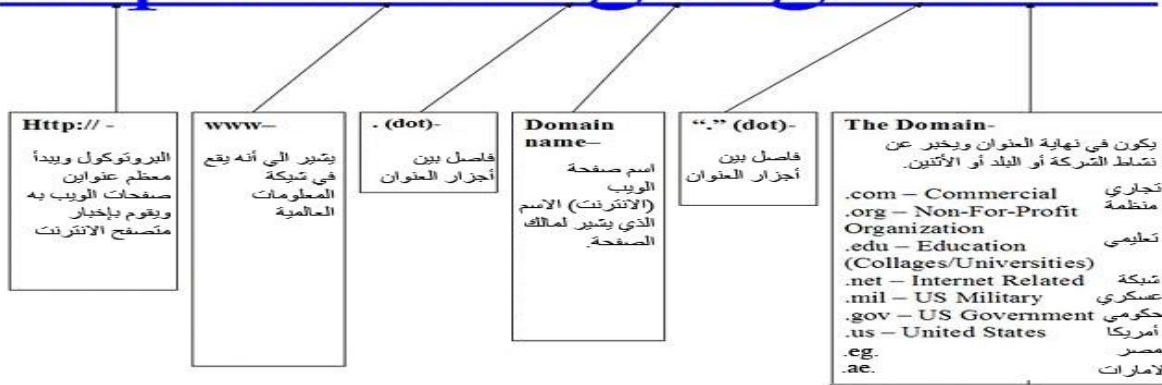 Http:// -
البروتوكول ويبدأ
معظم عنواين
صفحات الويب به
ويقوم بإخبار
متصفح الانترنت
www–
يشير الي أنه يقع
في شبكة
المعلومات
العالمية
. (dot)-
فاصل بين
أجزار العنوان
Domain
name–
اسم صفحة
الويب
(الانترنت) الاسم
الذي يشير لمالك
الصفحة.
“.” (dot)-
فاصل بين
أجزار العنوان
The Domain-
يكون في نهاية العنوان ويخبر عن
نشاط الشركة أو البلد أو الأثنين.
.com – Commercial تجاري
.org – Non-For-Profit منظمة
Organization
.edu – Education تعليمي
(Collages/Universities)
.net – Internet Related شبكة
.mil – US Military عسكري
.gov – US Government حكومي
.us – United States أمريكا
.eg. مصر
.ae. لامارات